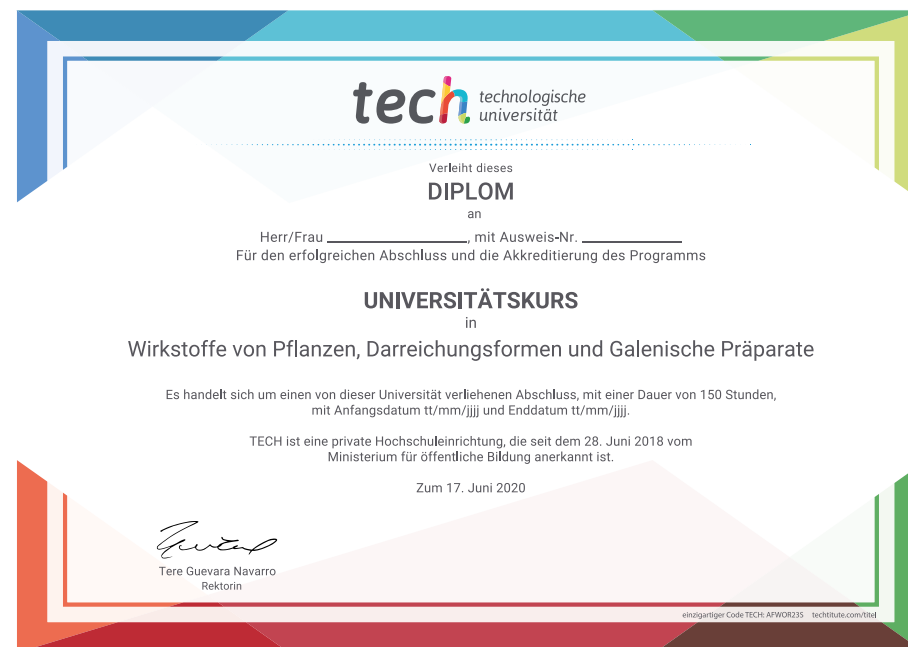 tech technologische
universität
Verleiht dieses
DIPLOM
an
Herr/Frau ____________, mit Ausweis-Nr. ____________
Für den erfolgreichen Abschluss und die Akkreditierung des Programms
UNIVERSITÄTSKURS
in
Wirkstoffe von Pflanzen, Darreichungsformen und Galenische Präparate
Es handelt sich um einen von dieser Universität verliehenen Abschluss, mit einer Dauer von 150 Stunden,
mit Anfangsdatum tt/mm/jjjj und Enddatum tt/mm/jjjj.
TECH ist eine private Hochschuleinrichtung, die seit dem 28. Juni 2018 vom
Ministerium für öffentliche Bildung anerkannt ist.
Zum 17. Juni 2020
Tere Guevara Navarro
Rektorin
einzigartiger Code TECH: AFWOR23S techtitute.com/titel